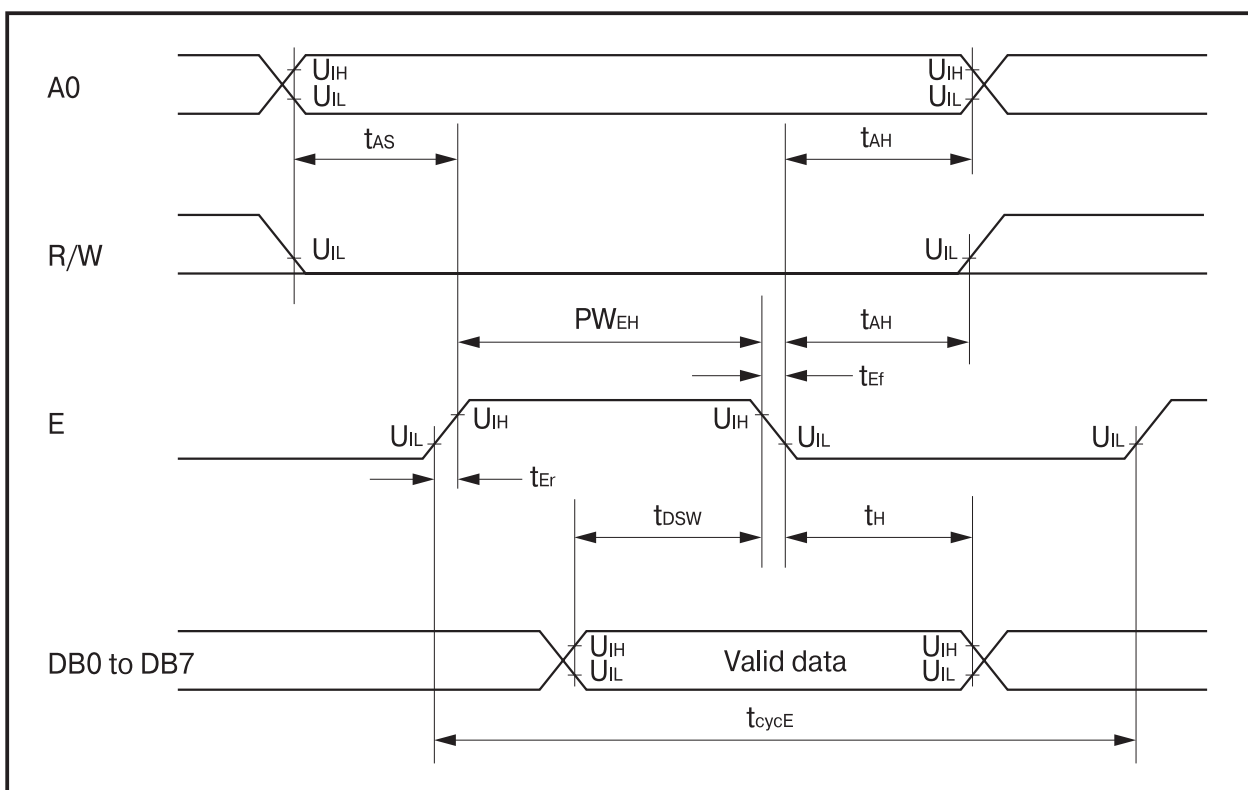 A0
UIH
UIL
UIH
UIL
tAS
tAH
R/W
UIL
UIL
PWEH
tAH
tEf
E
UIL
UIH
UIH
UIL
UIL
tEr
tDSW
tH
DB0 to DB7
UIH
UIL
Valid data
UIH
UIL
tcycE